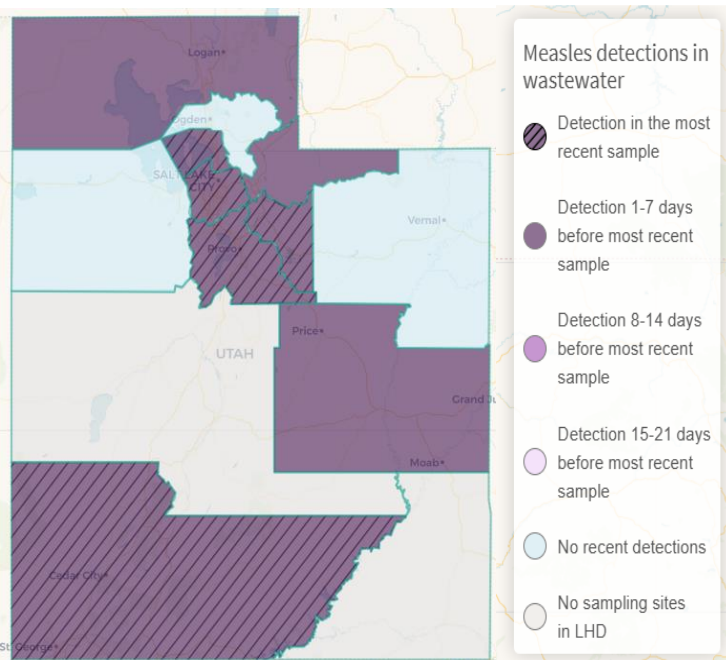 Logan
Ogden
SALT LAKE
CITY
Vernal
Provo
Price
UTAH
Grand Ju
Moab
Cedar City
St. George
Measles detections in
wastewater
Detection in the most
recent sample
Detection 1-7 days
before most recent
sample
Detection 8-14 days
before most recent
sample
Detection 15-21 days
before most recent
sample
No recent detections
No sampling sites
in LHD